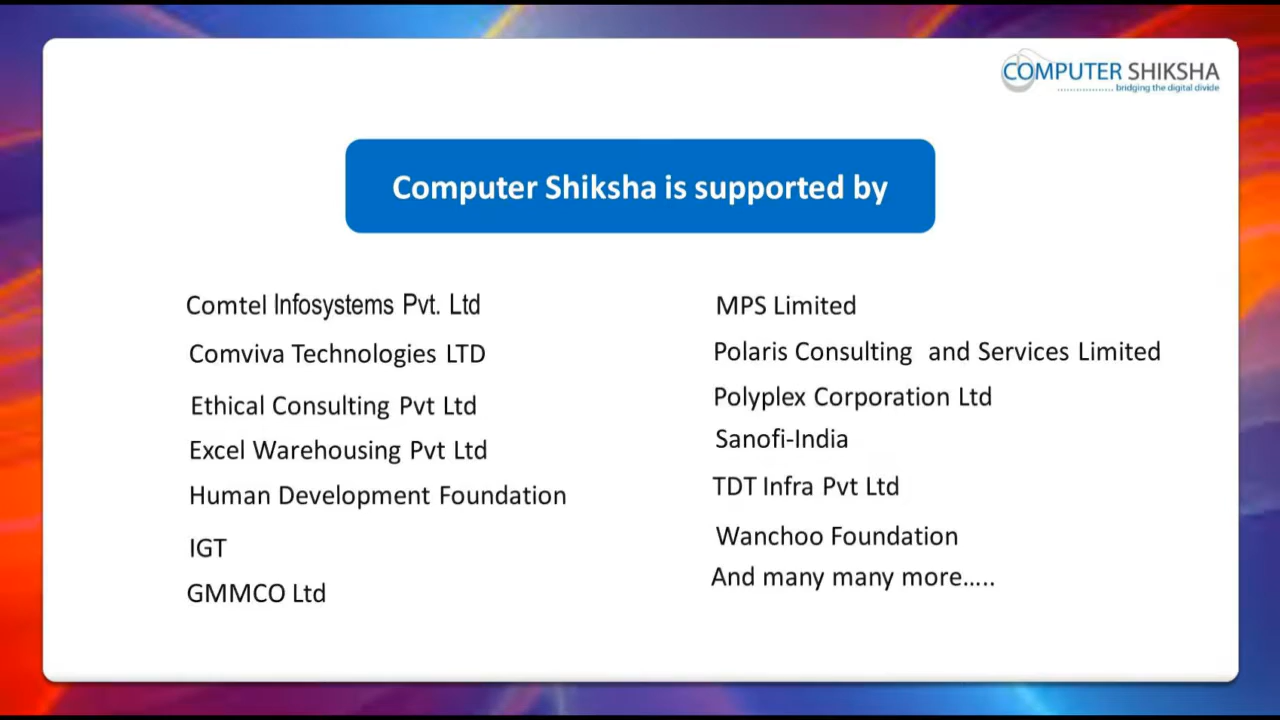 COMPUTER SHIKSHA
bridging the digital divide
Computer Shiksha is supported by
Comtel Infosystems Pvt. Ltd
Comviva Technologies LTD
Ethical Consulting Pvt Ltd
Excel Warehousing Pvt Ltd
Human Development Foundation
IGT
GMMCO Ltd
MPS Limited
Polaris Consulting and Services Limited
Polyplex Corporation Ltd
Sanofi-India
TDT Infra Pvt Ltd
Wanchoo Foundation
And many many more.....